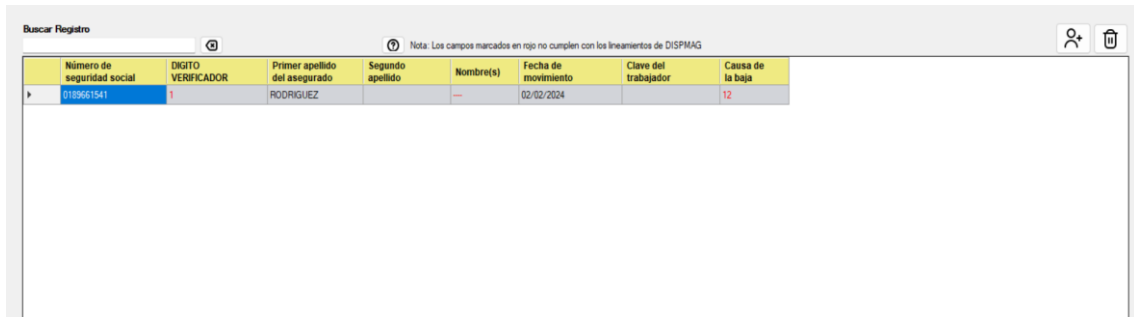 Buscar Registro
Nota: Los campos marcados en rojo no cumplen con los lineamientos de DISPMAG
Número de seguridad social DIGITO VERIFICADOR Primer apellido del asegurado Segundo apellido Nombre(s) Fecha de movimiento Clave del trabajador Causa de la baja
0189661541 1 RODRIGUEZ --- 02/02/2024 12